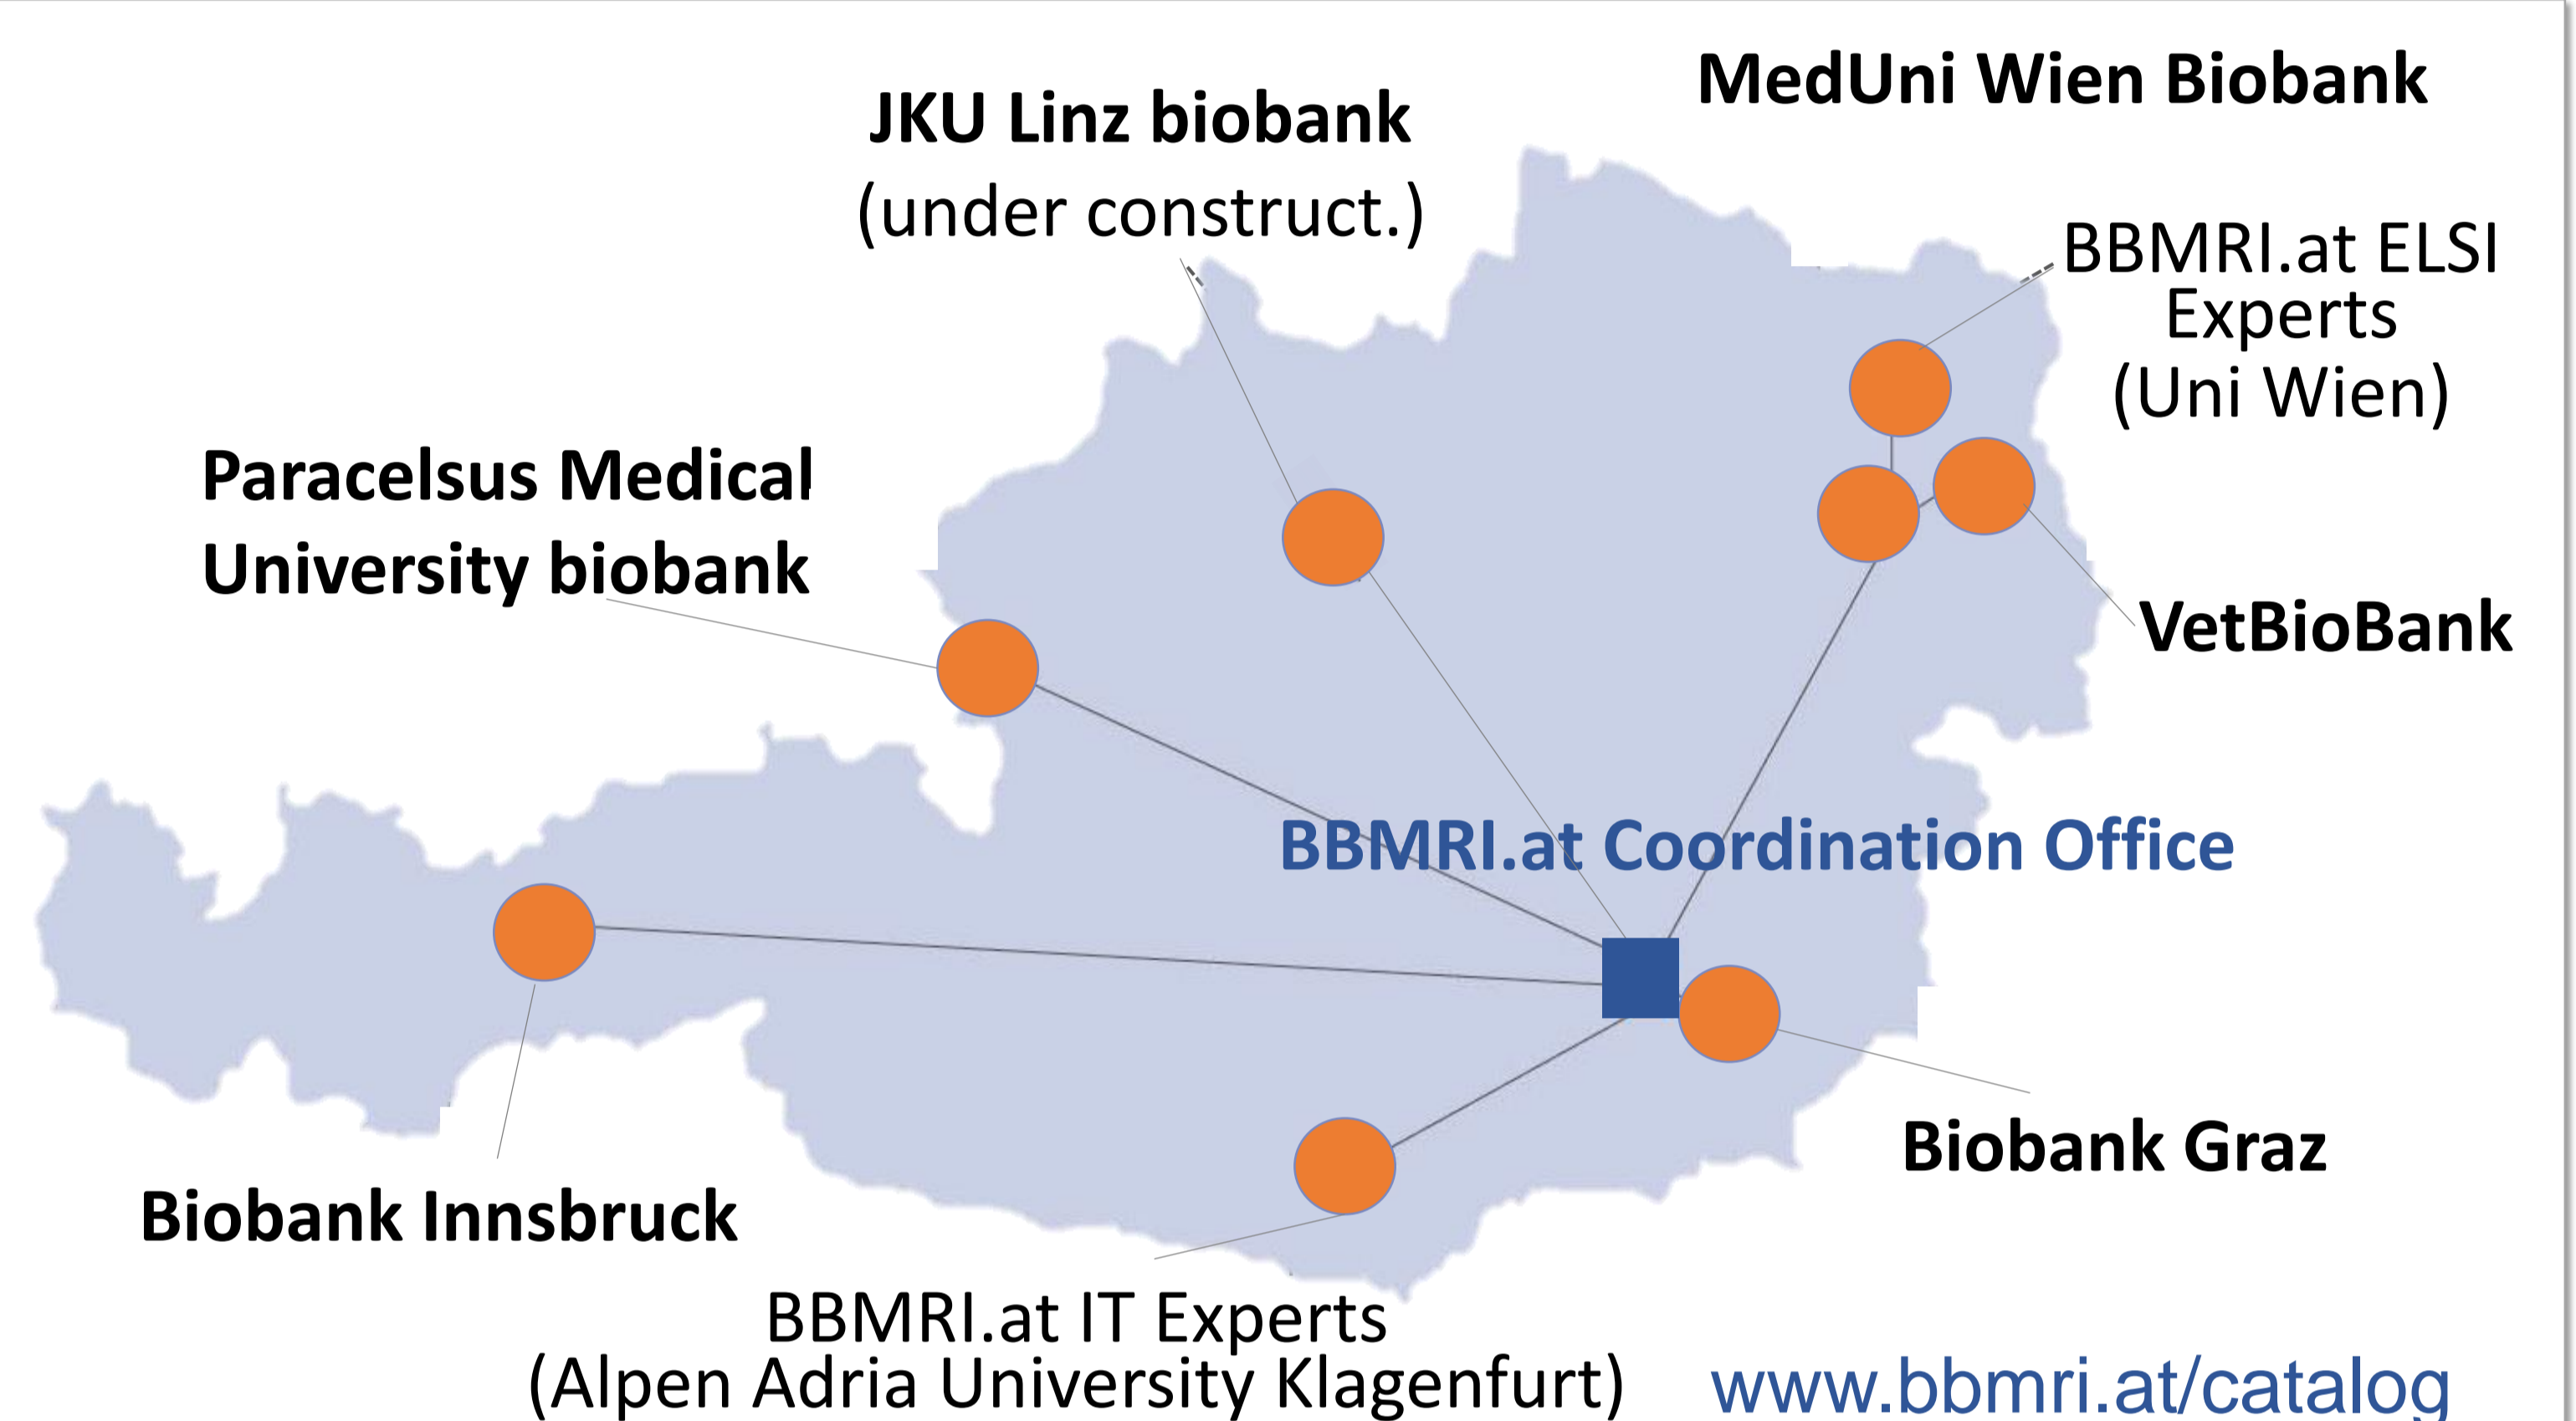 MedUni Wien Biobank
JKU Linz biobank
(under construct.)
BBMRI.at ELSI
Experts
(Uni Wien)
Paracelsus Medical
University biobank
VetBioBank
BBMRI.at Coordination Office
Biobank Graz
Biobank Innsbruck
BBMRI.at IT Experts
(Alpen Adria University Klagenfurt)
www.bbmri.at/catalog